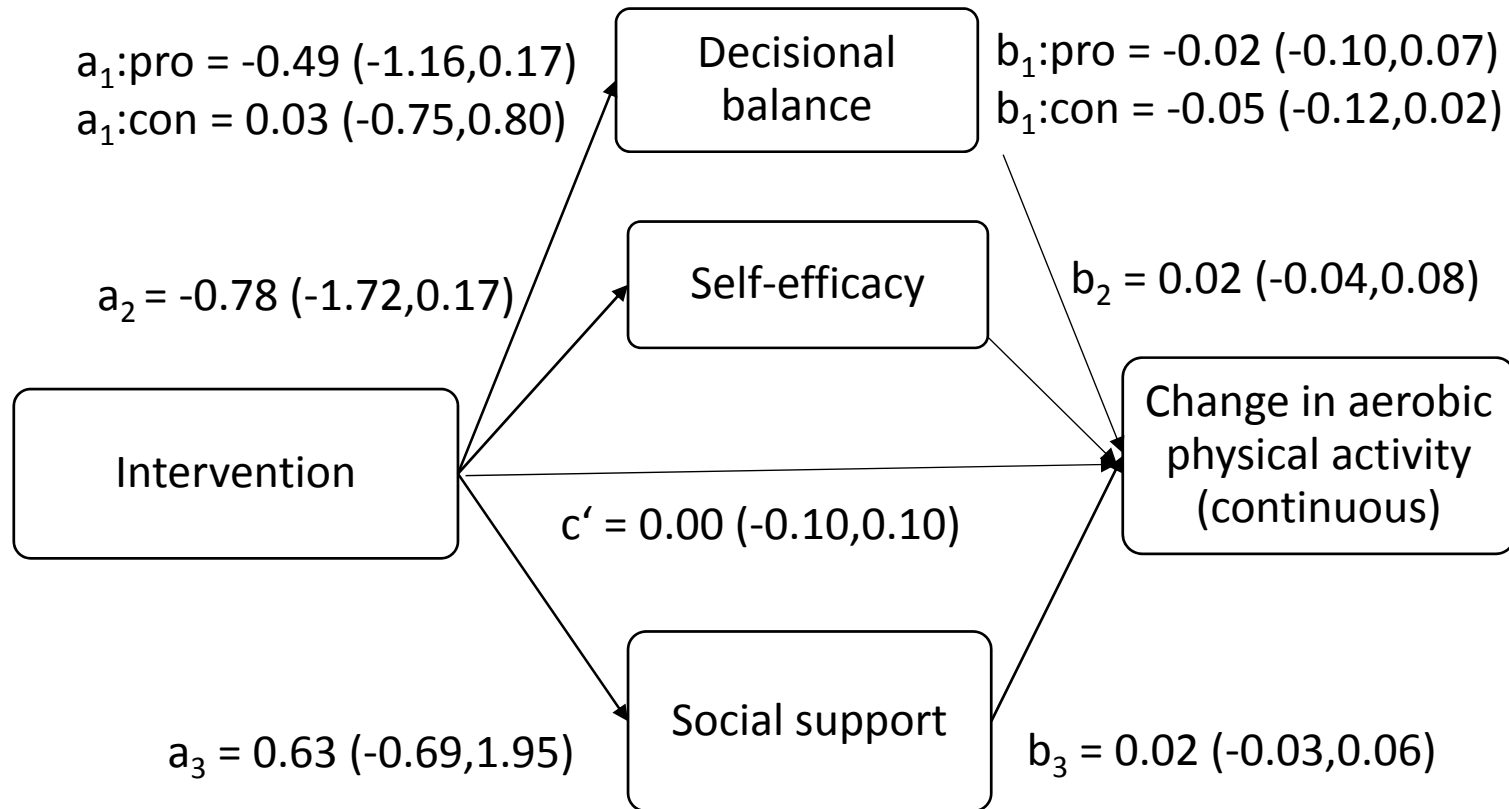 a₁:pro = -0.49 (-1.16,0.17)
a₁:con = 0.03 (-0.75,0.80)
Decisional
balance
b₁:pro = -0.02 (-0.10,0.07)
b₁:con = -0.05 (-0.12,0.02)
a₂ = -0.78 (-1.72,0.17)
Self-efficacy
b₂ = 0.02 (-0.04,0.08)
Intervention
Change in aerobic
physical activity
(continuous)
c‘ = 0.00 (-0.10,0.10)
a₃ = 0.63 (-0.69,1.95)
Social support
b₃ = 0.02 (-0.03,0.06)